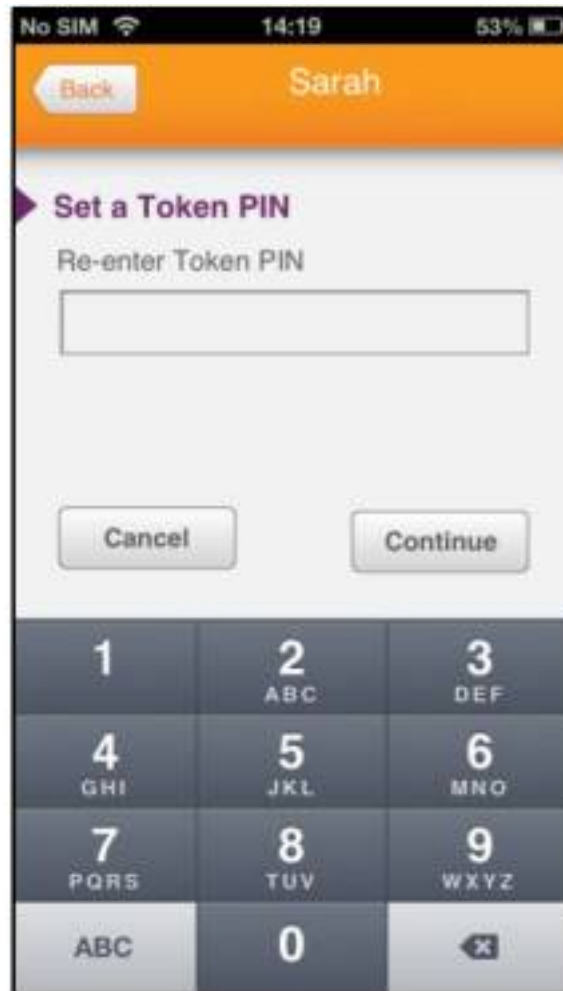 No SIM 14:19 53%
Back Sarah
Set a Token PIN
Re-enter Token PIN
Cancel Continue
1 2 3
ABC DEF
4 5 6
GHI JKL MNO
7 8 9
PQRS TUV WXYZ
ABC 0